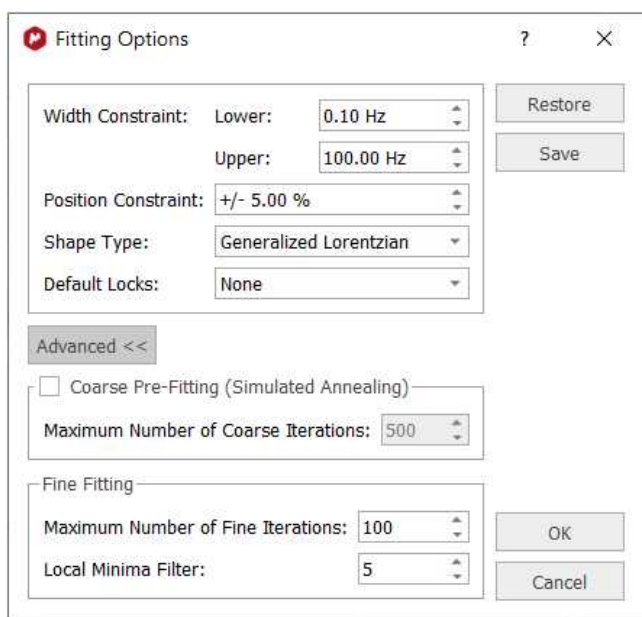 Fitting Options ? X
Width Constraint: Lower: 0.10 Hz Restore
Upper: 100.00 Hz Save
Position Constraint: +/- 5.00 %
Shape Type: Generalized Lorentzian
Default Locks: None
Advanced <<
Coarse Pre-Fitting (Simulated Annealing)
Maximum Number of Coarse Iterations: 500
Fine Fitting
Maximum Number of Fine Iterations: 100 OK
Local Minima Filter: 5 Cancel